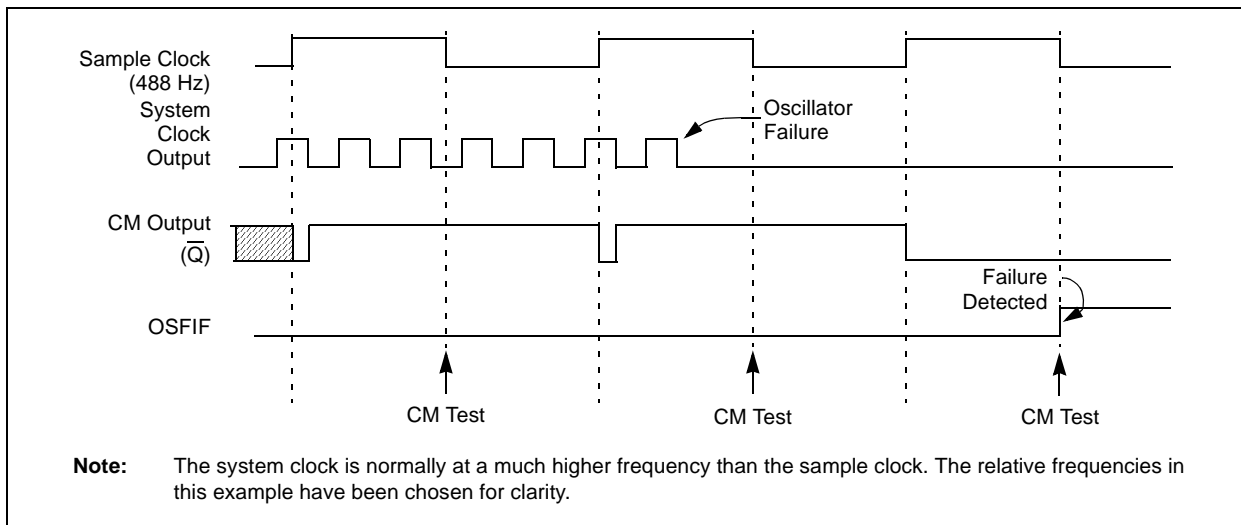 Sample Clock
(488 Hz)
System
Clock
Output
Oscillator
Failure
CM Output
(Q̅)
Failure
Detected
OSFIF
CM Test
CM Test
CM Test
Note: The system clock is normally at a much higher frequency than the sample clock. The relative frequencies in
this example have been chosen for clarity.